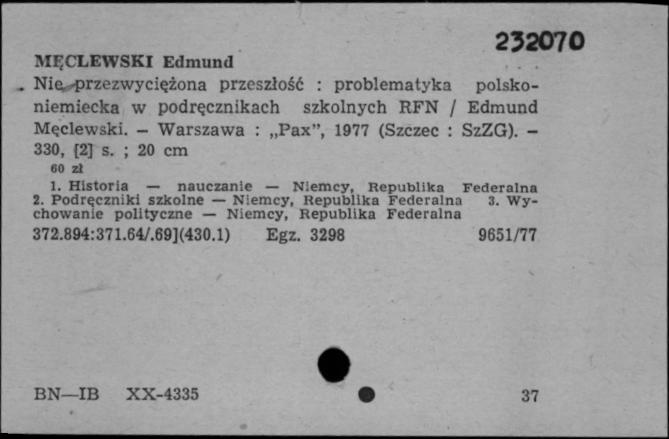 232070
MĘCLEWSKI Edmund
Nie przezwyciężona przeszłość : problematyka polsko-
niemiecka w podręcznikach szkolnych RFN / Edmund
Męclewski. — Warszawa : „Pax”, 1977 (Szczec : SzZG). —
330, [2] s. ; 20 cm
60 zł
1. Historia — nauczanie — Niemcy, Republika Federalna
2. Podręczniki szkolne — Niemcy, Republika Federalna 3. Wy-
chowanie polityczne — Niemcy, Republika Federalna
372.894:371.64/.69](430.1) Egz. 3298 9651/77
BN—IB XX-4335 37